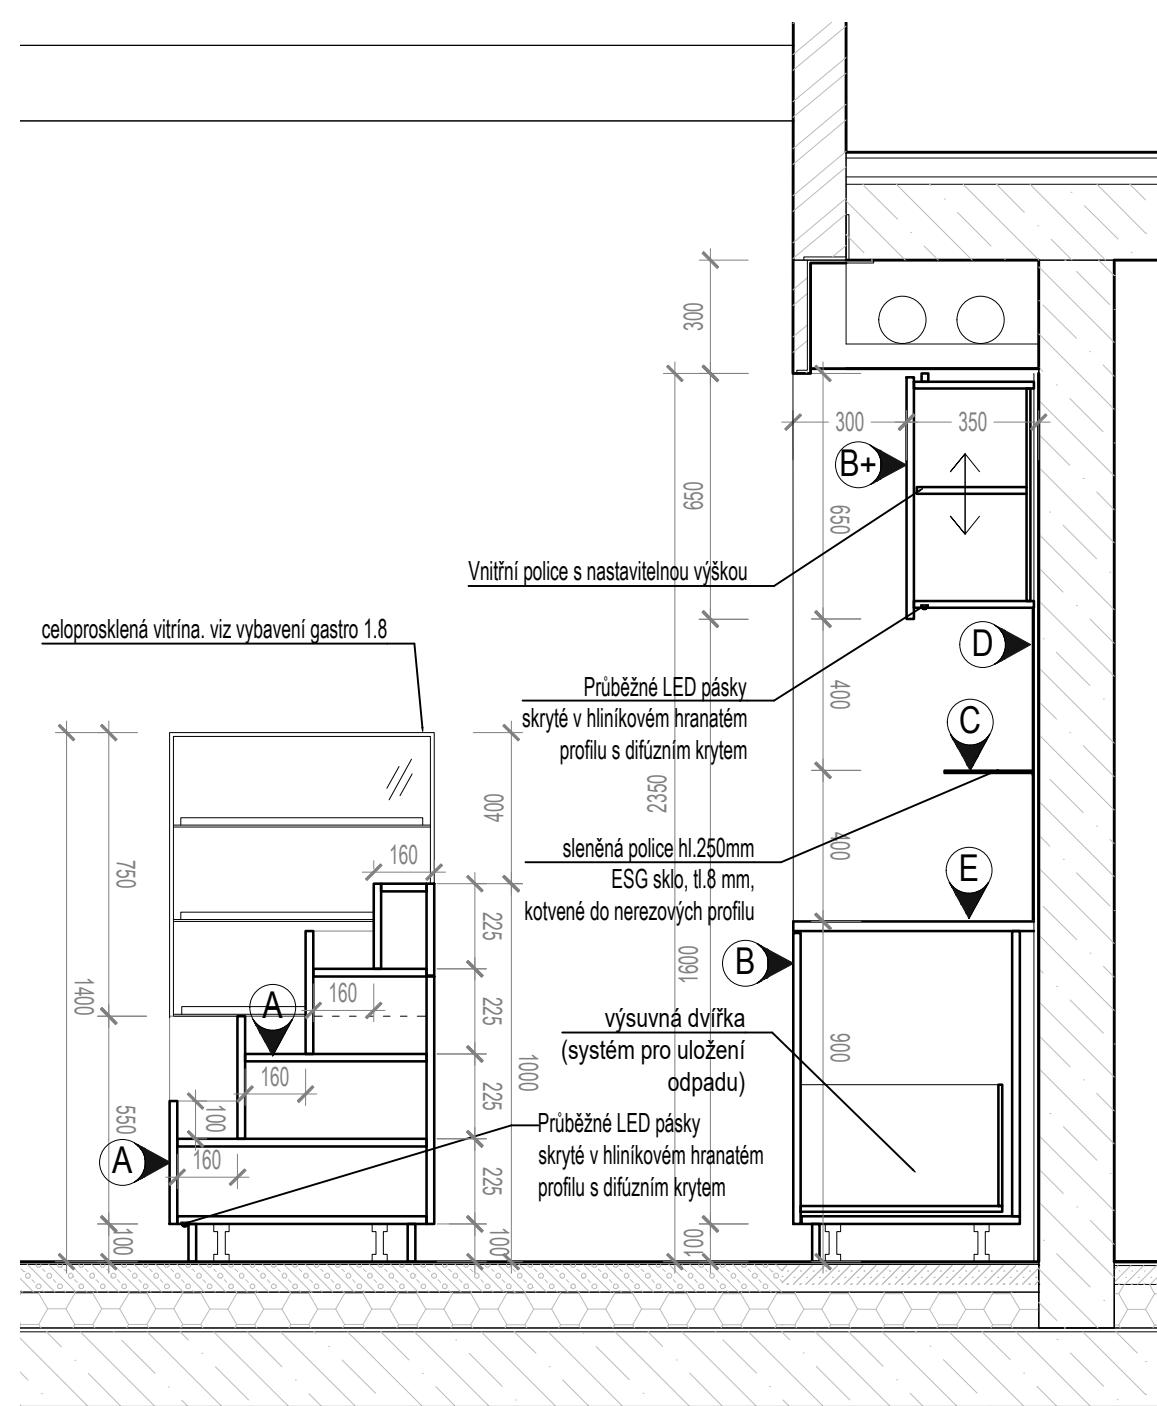 300
300
350
B+
650
650
Vnitřní police s nastavitelnou výškou
celoprosklená vitrína. viz vybavení gastro 1.8
D
Průběžné LED pásky
skryté v hliníkovém hranatém
profilu s difúzním krytem
400
C
2350
400
750
160
400
sleněná police hl.250mm
ESG sklo, tl.8 mm,
kotvené do nerezových profilu
E
225
B
1600
1400
A
160
225
výsuvná dvířka
(systém pro uložení
odpadu)
900
1000
160
225
550
100
Průběžné LED pásky
skryté v hliníkovém hranatém
profilu s difúzním krytem
A
160
225
100
100
100